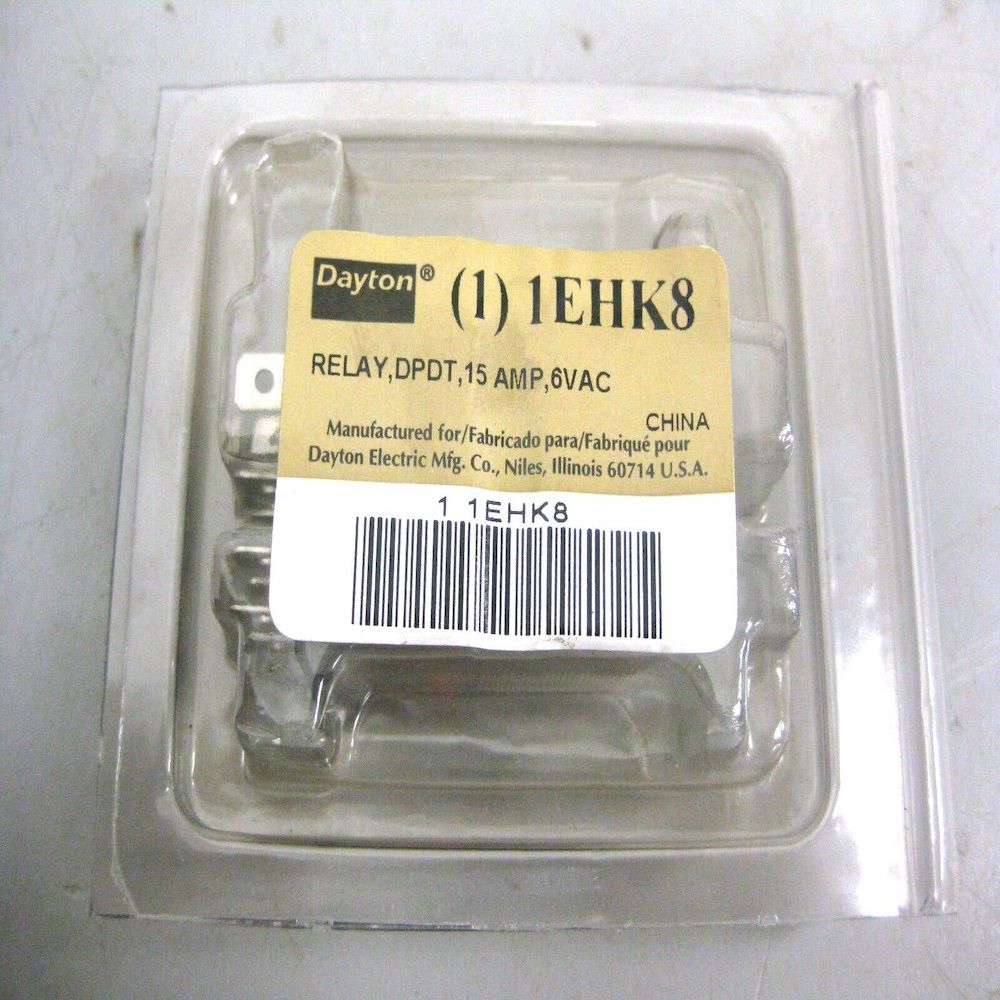 Dayton® (1) 1EHK8
RELAY,DPDT,15 AMP,6VAC
CHINA
Manufactured for/Fabricado para/Fabriqué pour
Dayton Electric Mfg. Co., Niles, Illinois 60714 U.S.A.
1 1EHK8